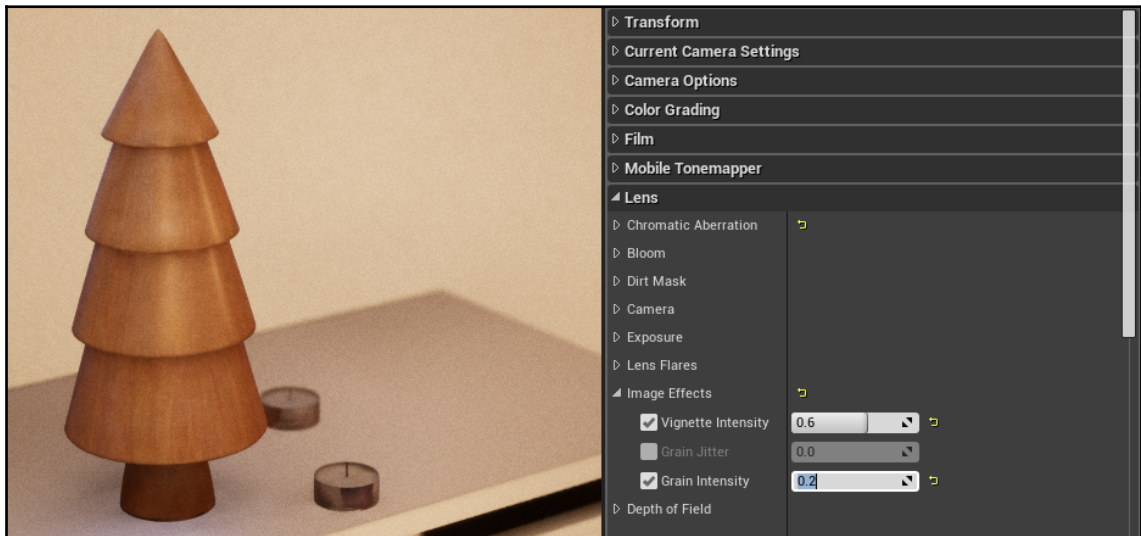 Transform
Current Camera Settings
Camera Options
Color Grading
Film
Mobile Tonemapper
Lens
Chromatic Aberration
Bloom
Dirt Mask
Camera
Exposure
Lens Flares
Image Effects
Vignette Intensity 0.6
Grain Jitter 0.0
Grain Intensity 0.2
Depth of Field